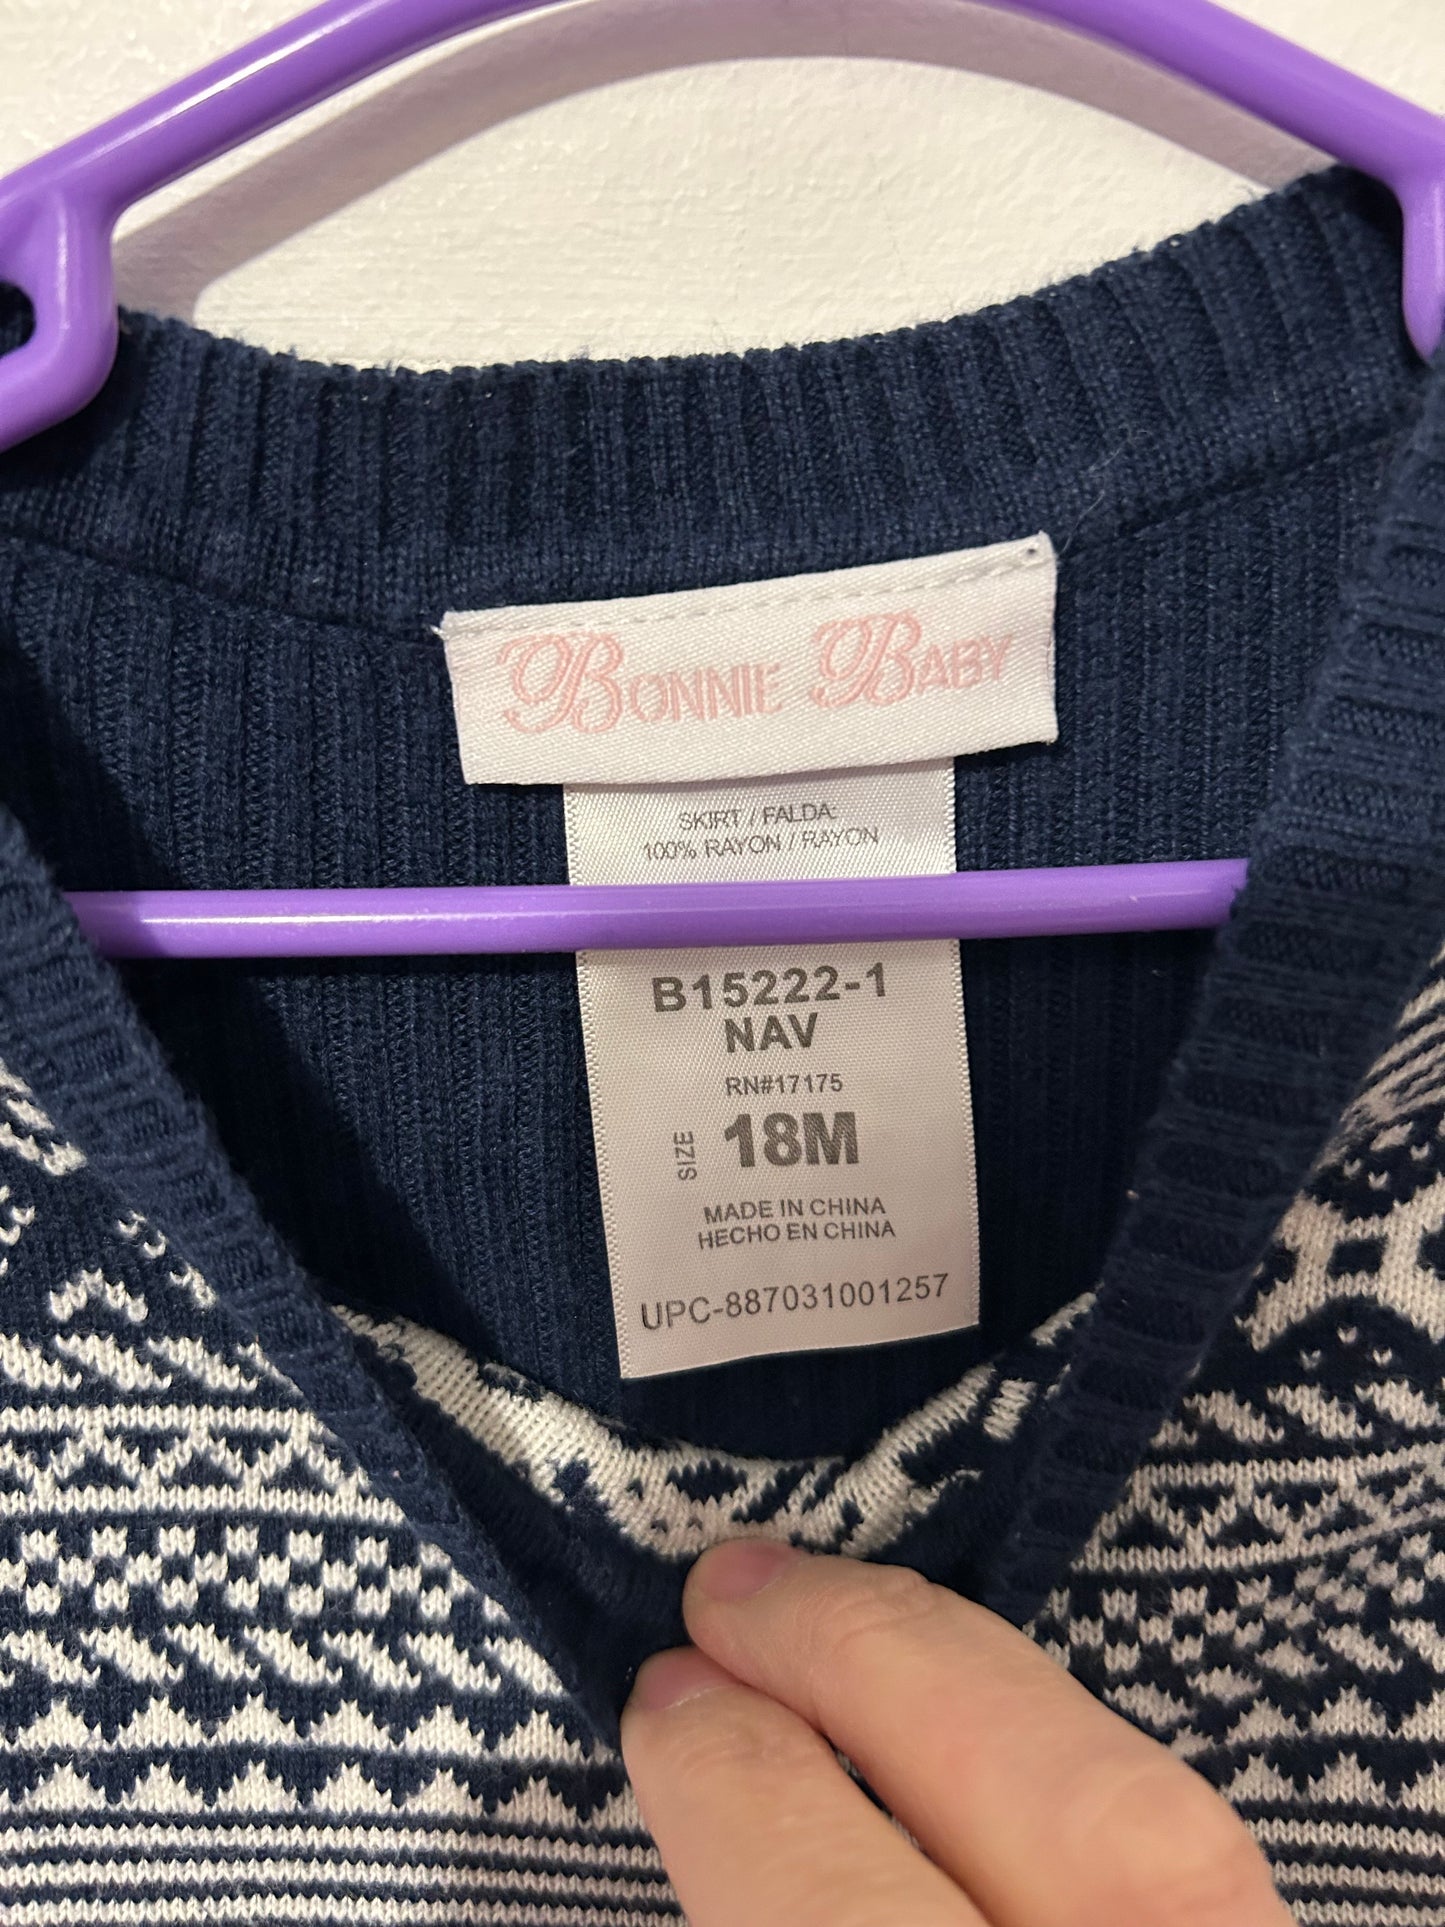 BONNIE BABY
SKIRT / FALDA:
100% RAYON / RAYON
B15222-1
NAV
RN#17175
SIZE 18M
MADE IN CHINA
HECHO EN CHINA
UPC-887031001257